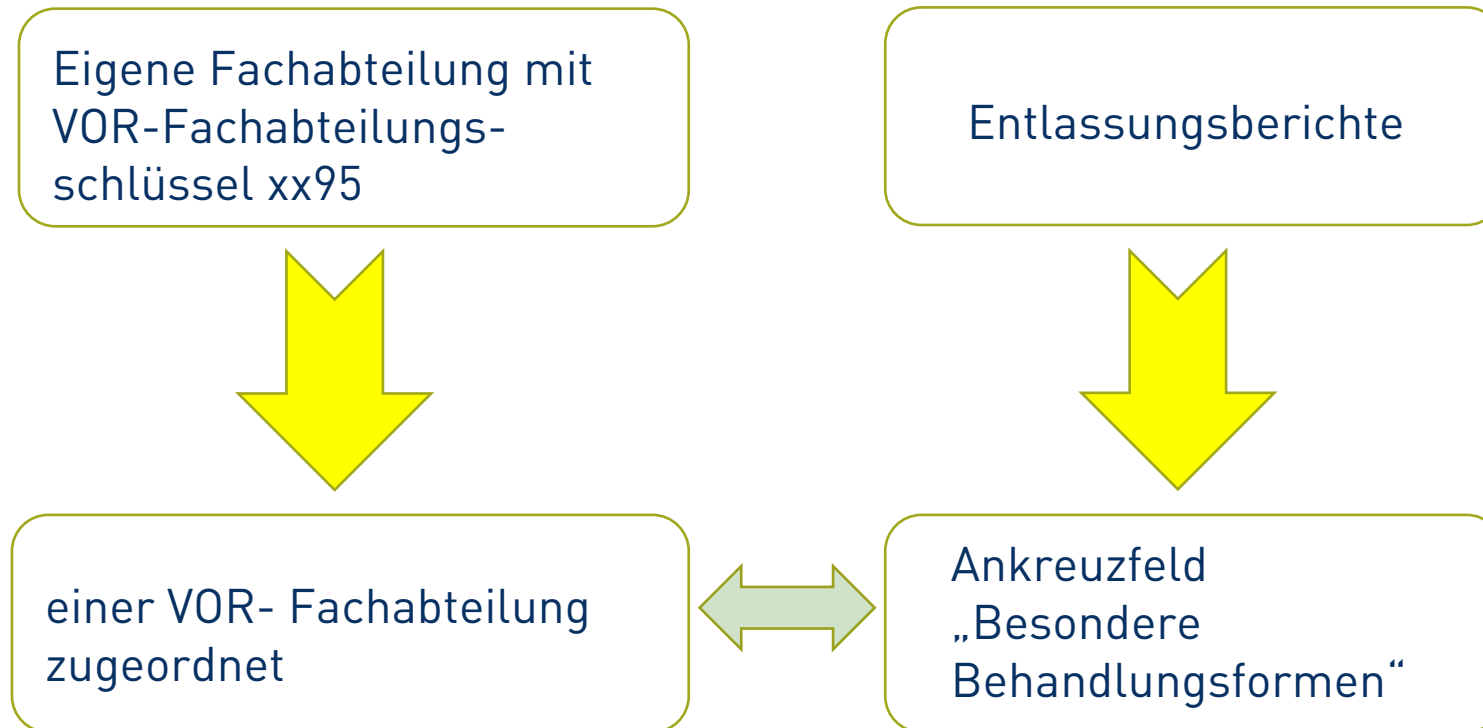 Eigene Fachabteilung mit
VOR-Fachabteilungs-
schlüssel xx95
Entlassungsberichte
einer VOR- Fachabteilung
zugeordnet
Ankreuzfeld
„Besondere
Behandlungsformen“